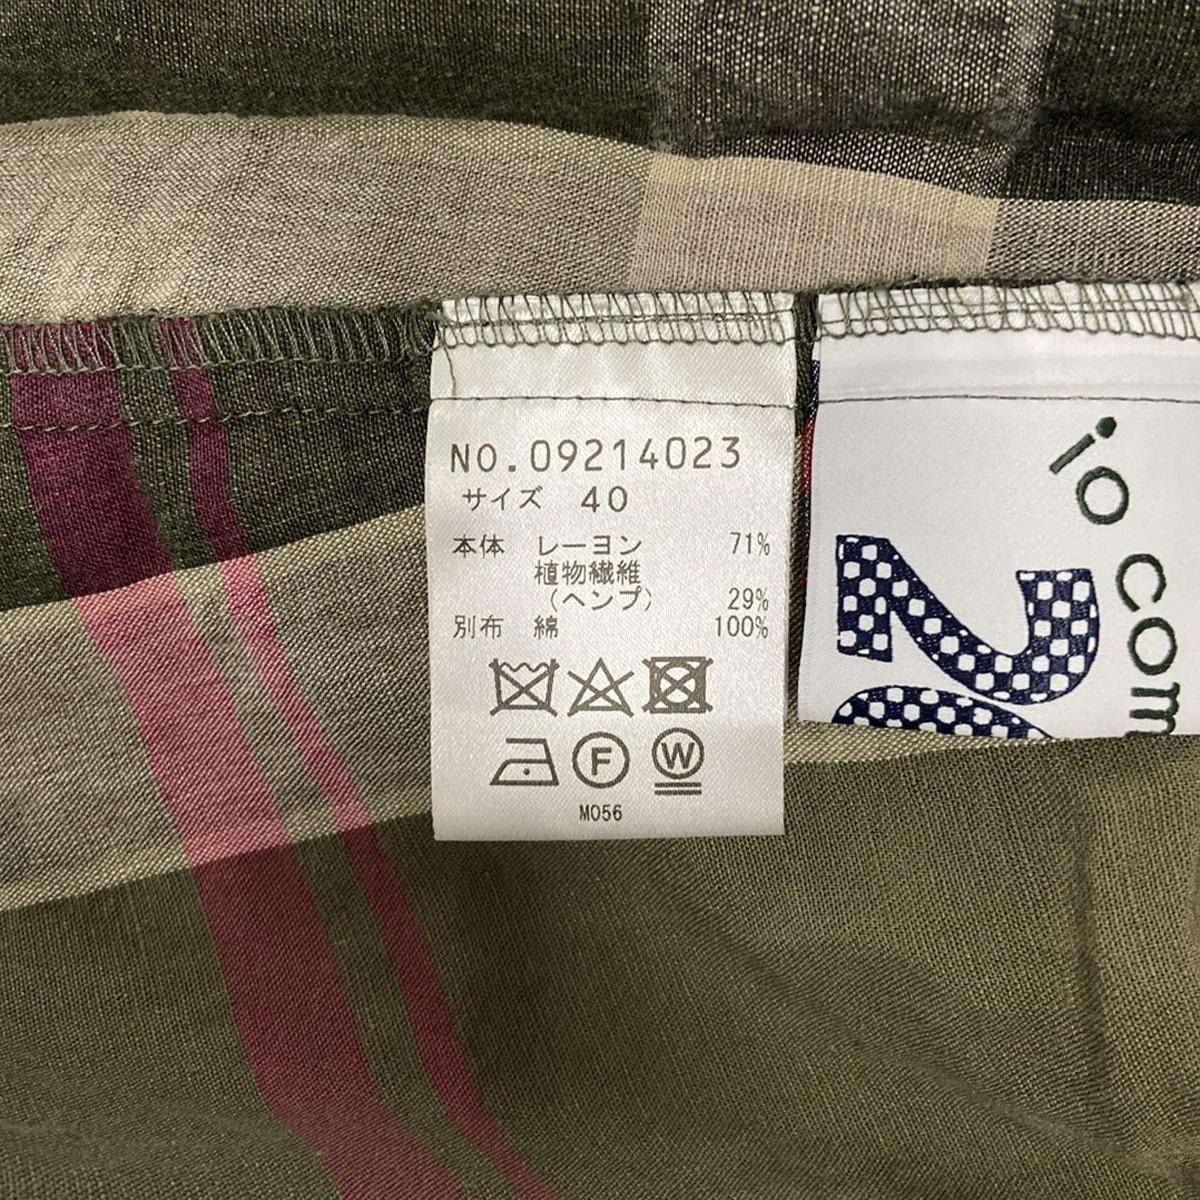 NO.09214023
サイズ 40
本体 レーヨン 71%
植物繊維
(ヘンプ) 29%
別布 綿 100%
F W
M056
io com
2